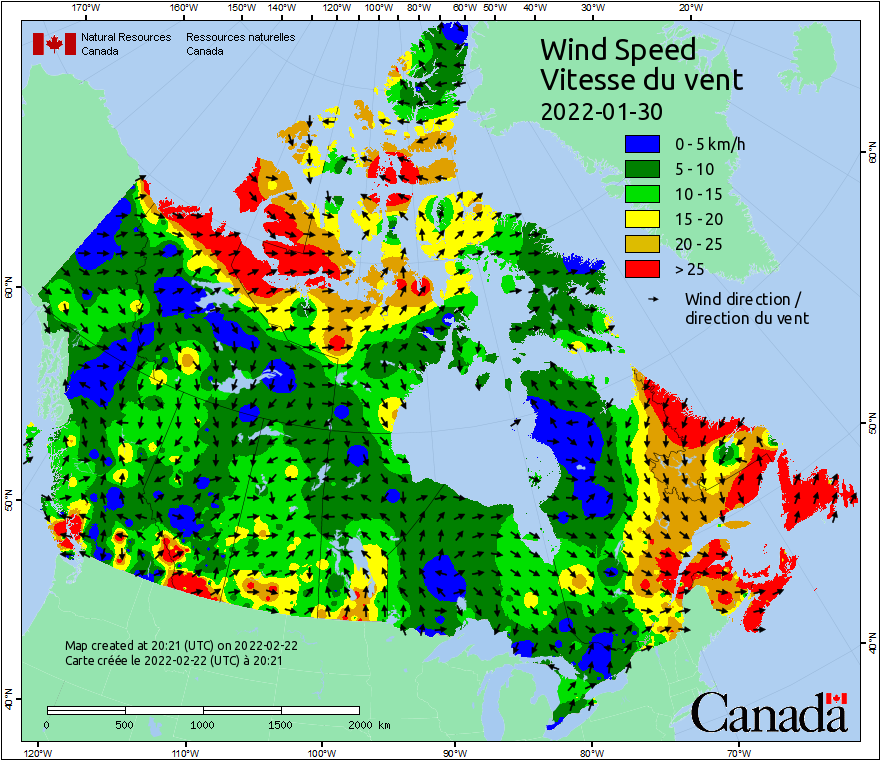 170°W 160°W 150°W 140°W 130°W 120°W 110°W 100°W 80°W 60°W 50°W 40°W 30°W 20°W
Natural Resources Ressources naturelles
Canada Canada
Wind Speed
Vitesse du vent
2022-01-30
0 - 5 km/h
5 - 10
10 - 15
15 - 20
20 - 25
> 25
Wind direction /
direction du vent
60°N
60°N
50°N
50°N
40°N
40°N
Map created at 20:21 (UTC) on 2022-02-22
Carte créée le 2022-02-22 (UTC) à 20:21
0 500 1000 1500 2000 km
Canada
120°W 110°W 100°W 90°W 80°W 70°W